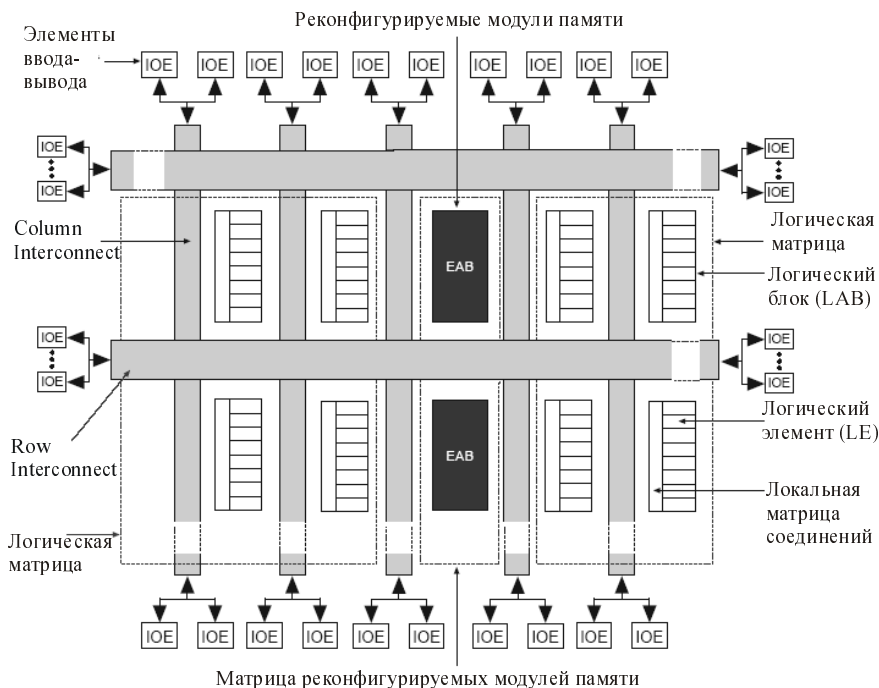 Реконфигурируемые модули памяти
Элементы
ввода-
вывода
IOE IOE IOE IOE IOE IOE IOE IOE IOE IOE
IOE
IOE
IOE
IOE
Column
Interconnect
EAB
Логическая
матрица
Логический
блок (LAB)
IOE
IOE
IOE
IOE
Row
Interconnect
EAB
Логический
элемент (LE)
Локальная
матрица
соединений
Логическая
матрица
IOE IOE IOE IOE IOE IOE IOE IOE IOE IOE
Матрица реконфигурируемых модулей памяти